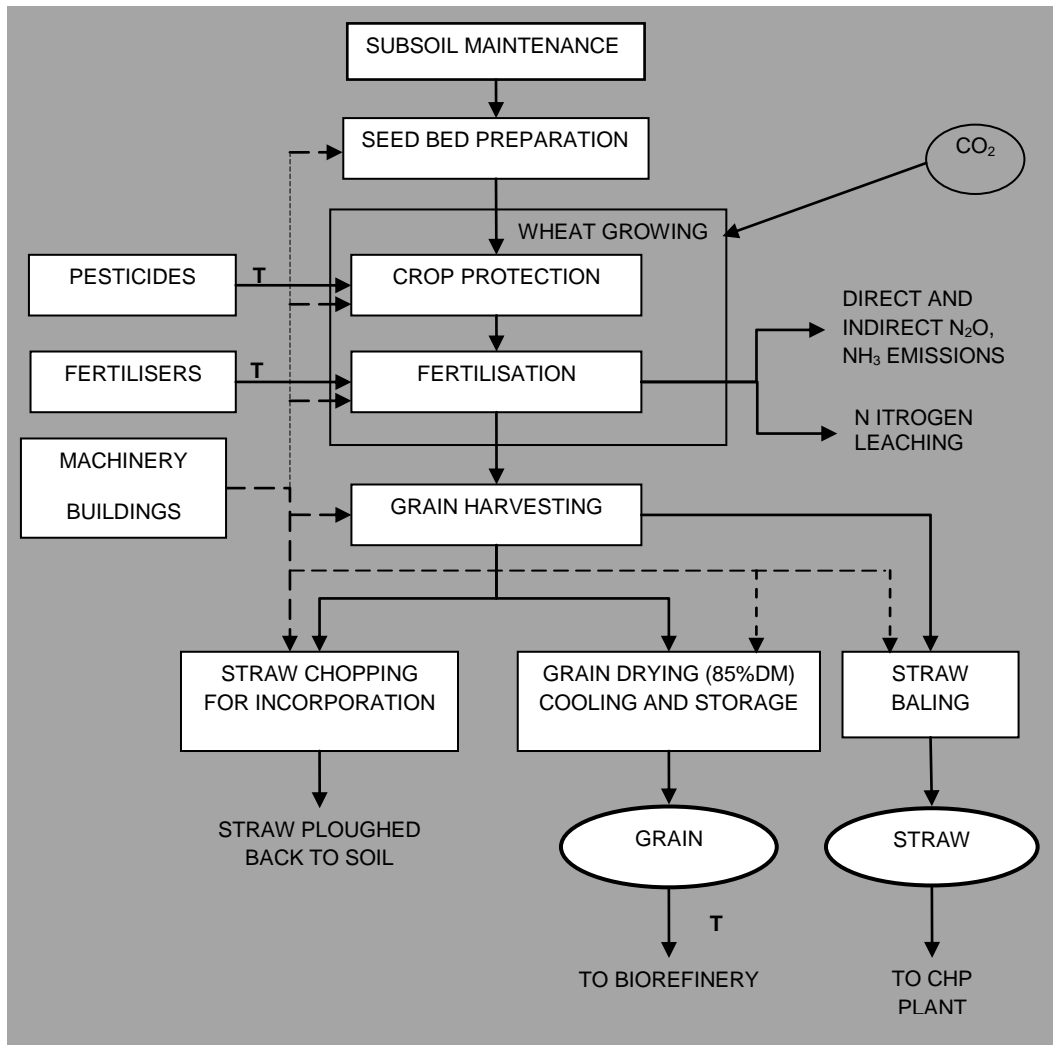 SUBSOIL MAINTENANCE
SEED BED PREPARATION
CO₂
WHEAT GROWING
PESTICIDES
T
CROP PROTECTION
DIRECT AND
INDIRECT N₂O,
NH₃ EMISSIONS
FERTILISERS
T
FERTILISATION
N ITROGEN
LEACHING
MACHINERY
BUILDINGS
GRAIN HARVESTING
STRAW CHOPPING
FOR INCORPORATION
GRAIN DRYING (85%DM)
COOLING AND STORAGE
STRAW
BALING
STRAW PLOUGHED
BACK TO SOIL
GRAIN
STRAW
T
TO BIOREFINERY
TO CHP
PLANT